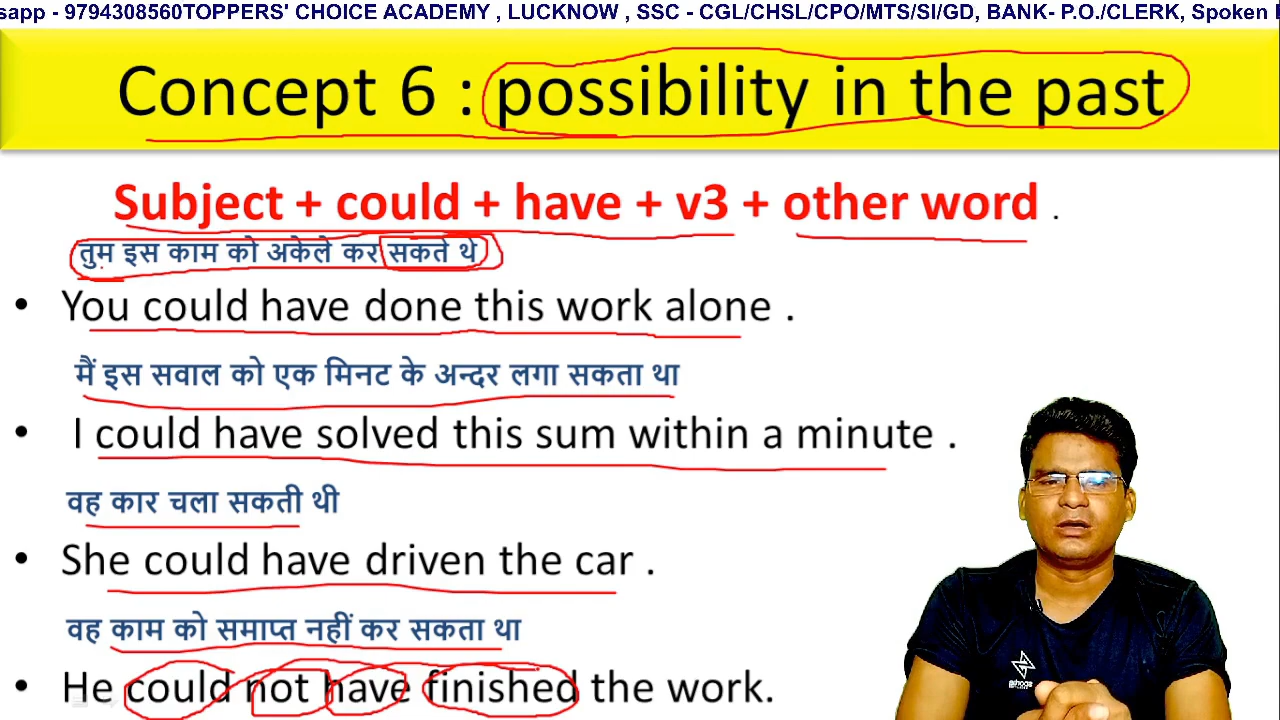 sapp - 9794308560TOPPERS' CHOICE ACADEMY , LUCKNOW , SSC - CGL/CHSL/CPO/MTS/SI/GD, BANK- P.O./CLERK, Spoken
Concept 6 : possibility in the past
Subject + could + have + v3 + other word .
तुम इस काम को अकेले कर सकते थे
• You could have done this work alone .
मैं इस सवाल को एक मिनट के अन्दर लगा सकता था
• I could have solved this sum within a minute .
वह कार चला सकती थी
• She could have driven the car .
वह काम को समाप्त नहीं कर सकता था
• He could not have finished the work.